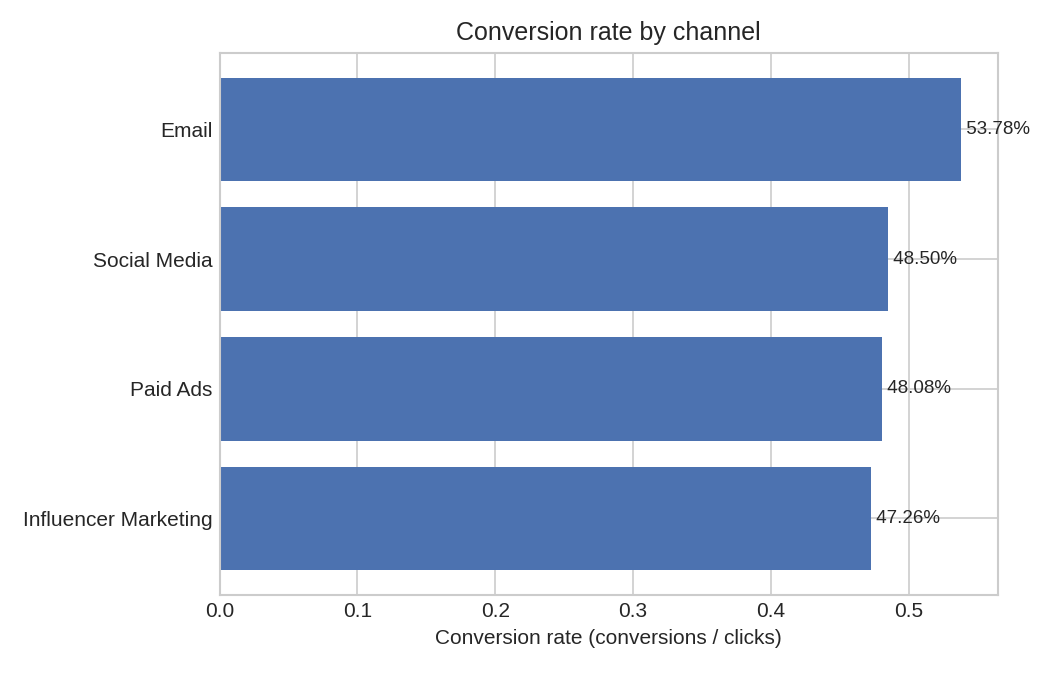 Conversion rate by channel
Email
53.78%
Social Media
48.50%
Paid Ads
48.08%
Influencer Marketing
47.26%
0.0 0.1 0.2 0.3 0.4 0.5
Conversion rate (conversions / clicks)